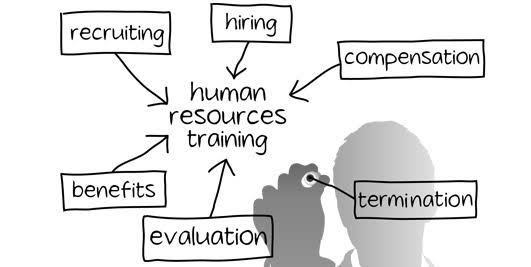 recruiting
hiring
compensation
human
resources
training
benefits
termination
evaluation